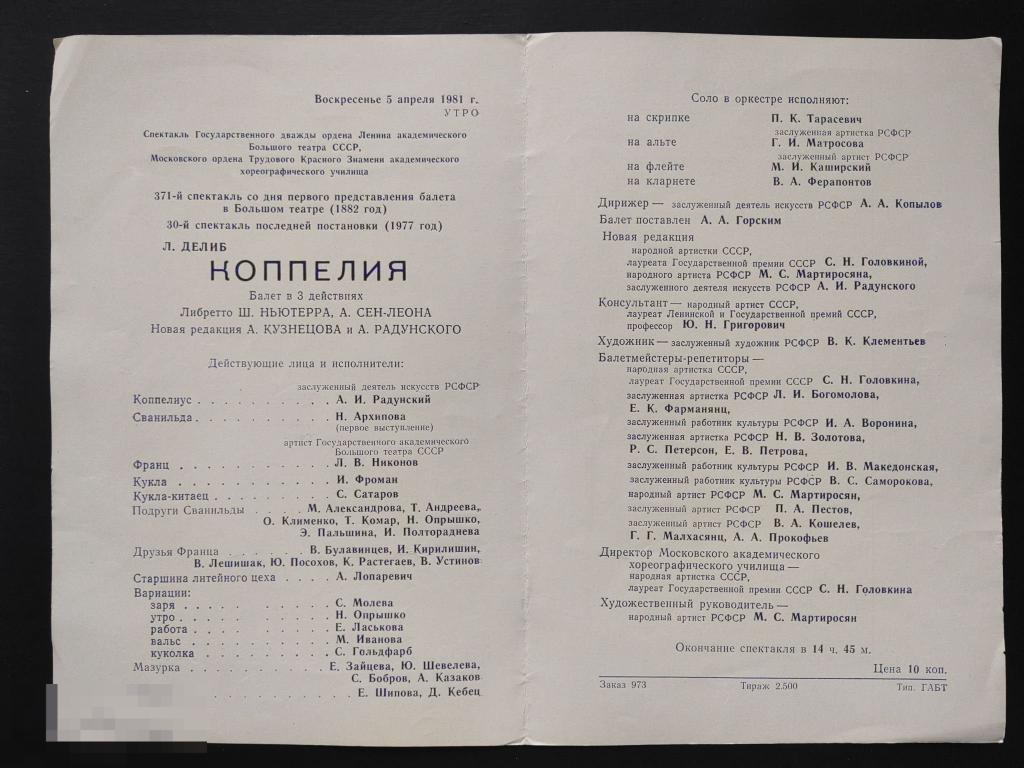 Воскресенье 5 апреля 1981 г.
УТРО
Спектакль Государственного дважды ордена Ленина академического
Большого театра СССР,
Московского ордена Трудового Красного Знамени академического
хореографического училища
371-й спектакль со дня первого представления балета
в Большом театре (1882 год)
30-й спектакль последней постановки (1977 год)
Л. ДЕЛИБ
КОППЕЛИЯ
Балет в 3 действиях
Либретто Ш. НЬЮТЕРРА, А. СЕН-ЛЕОНА
Новая редакция А. КУЗНЕЦОВА и А. РАДУНСКОГО
Действующие лица и исполнители:
заслуженный деятель искусств РСФСР
Коппелиус . . . . . . . . . . А. И. Радунский
Сванильда . . . . . . . . . . Н. Архипова
(первое выступление)
артист Государственного академического
Большого театра СССР
Франц . . . . . . . . . . . Л. В. Никонов
Кукла . . . . . . . . . . . . И. Фроман
Кукла-китаец . . . . . . . . . С. Сатаров
Подруги Сванильды . . . . М. Александрова, Т. Андреева,
О. Клименко, Т. Комар, Н. Опрышко,
Э. Пальшина, И. Полтораднева
Друзья Франца . . . . . . . В. Булавинцев, И. Кирилишин,
В. Лешишак, Ю. Посохов, К. Растегаев, В. Устинов
Старшина литейного цеха . . . . А. Лопаревич
Вариации:
заря . . . . . . . . . . . С. Молева
утро . . . . . . . . . . . Н. Опрышко
работа . . . . . . . . . . Е. Ласькова
вальс . . . . . . . . . . М. Иванова
куколка . . . . . . . . . С. Гольдфарб
Мазурка . . . . . . . . . . Е. Зайцева, Ю. Шевелева,
С. Бобров, А. Казаков
. . . . . . . . . . . Е. Шипова, Д. Кебец
Соло в оркестре исполняют:
на скрипке П. К. Тарасевич
заслуженная артистка РСФСР
на альте Г. И. Матросова
заслуженный артист РСФСР
на флейте М. И. Каширский
на кларнете В. А. Ферапонтов
Дирижер — заслуженный деятель искусств РСФСР А. А. Копылов
Балет поставлен А. А. Горским
Новая редакция
народной артистки СССР,
лауреата Государственной премии СССР С. Н. Головкиной,
народного артиста РСФСР М. С. Мартиросяна,
заслуженного деятеля искусств РСФСР А. И. Радунского
Консультант — народный артист СССР,
лауреат Ленинской и Государственной премий СССР,
профессор Ю. Н. Григорович
Художник — заслуженный художник РСФСР В. К. Клементьев
Балетмейстеры-репетиторы —
народная артистка СССР,
лауреат Государственной премии СССР С. Н. Головкина,
заслуженная артистка РСФСР Л. И. Богомолова,
Е. К. Фарманянц,
заслуженный работник культуры РСФСР И. А. Воронина,
заслуженная артистка РСФСР Н. В. Золотова,
Р. С. Петерсон, Е. В. Петрова,
заслуженный работник культуры РСФСР И. В. Македонская,
заслуженный работник культуры РСФСР В. С. Саморокова,
народный артист РСФСР М. С. Мартиросян,
заслуженный артист РСФСР П. А. Пестов,
заслуженный артист РСФСР В. А. Кошелев,
Г. Г. Малхасянц, А. А. Прокофьев
Директор Московского академического
хореографического училища —
народная артистка СССР,
лауреат Государственной премии СССР С. Н. Головкина
Художественный руководитель —
народный артист РСФСР М. С. Мартиросян
Окончание спектакля в 14 ч. 45 м.
Цена 10 коп.
Заказ 973 Тираж 2.500 Тип. ГАБТ